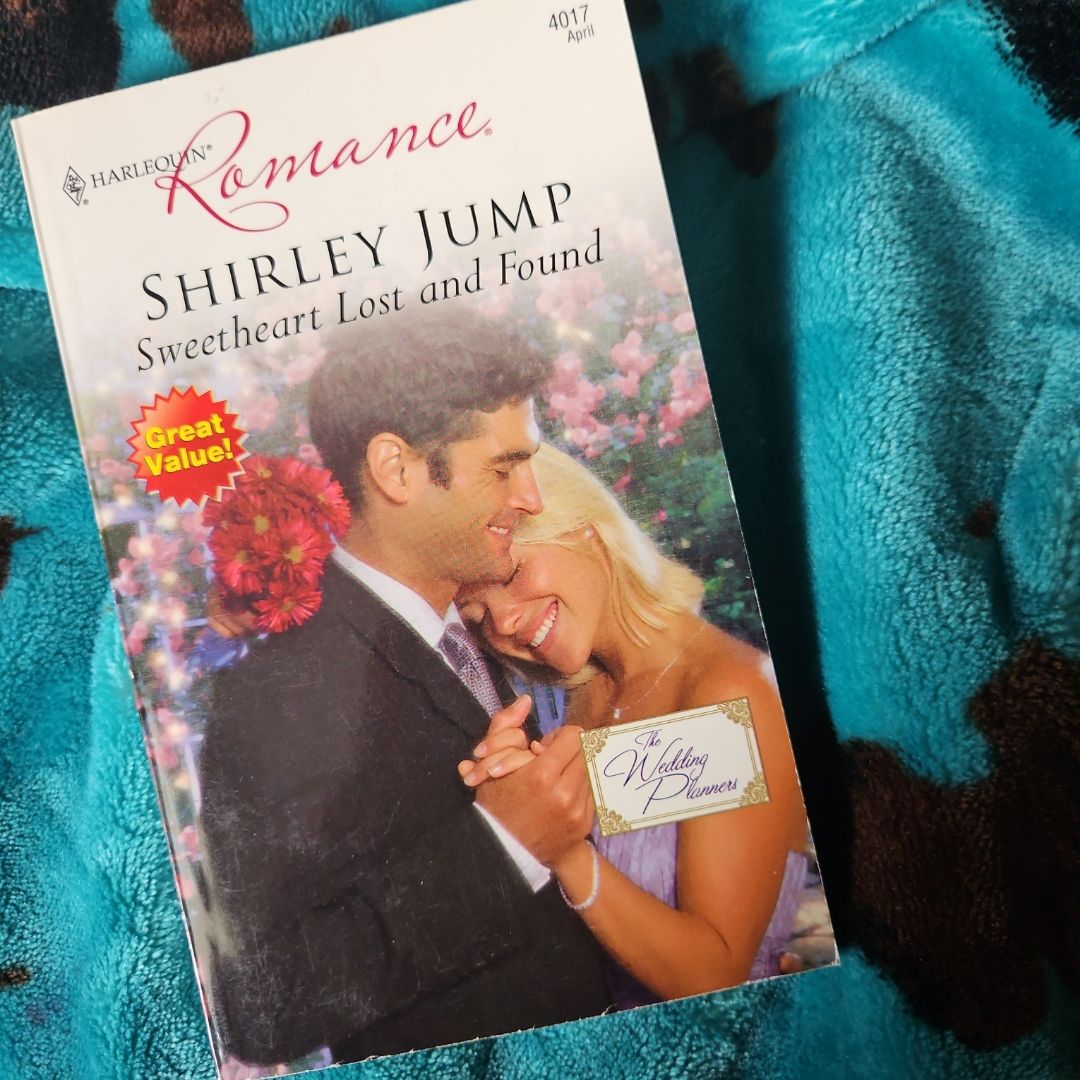 4017
April
HARLEQUIN®
Romance®
SHIRLEY JUMP
Sweetheart Lost and Found
Great
Value!
The
Wedding
Planners